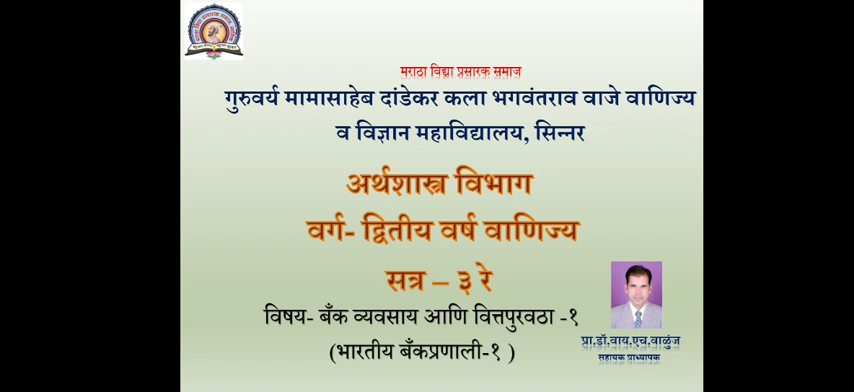 मराठा विद्या प्रसारक समाज
गुरुवर्य मामासाहेब दांडेकर कला भगवंतराव वाजे वाणिज्य
व विज्ञान महाविद्यालय, सिन्नर
अर्थशास्त्र विभाग
वर्ग- द्वितीय वर्ष वाणिज्य
सत्र – ३ रे
विषय- बँक व्यवसाय आणि वित्तपुरवठा -१
(भारतीय बँकप्रणाली-१ )
प्रा.डॉ.वाय.एच.वाळुंज
सहायक प्राध्यापक